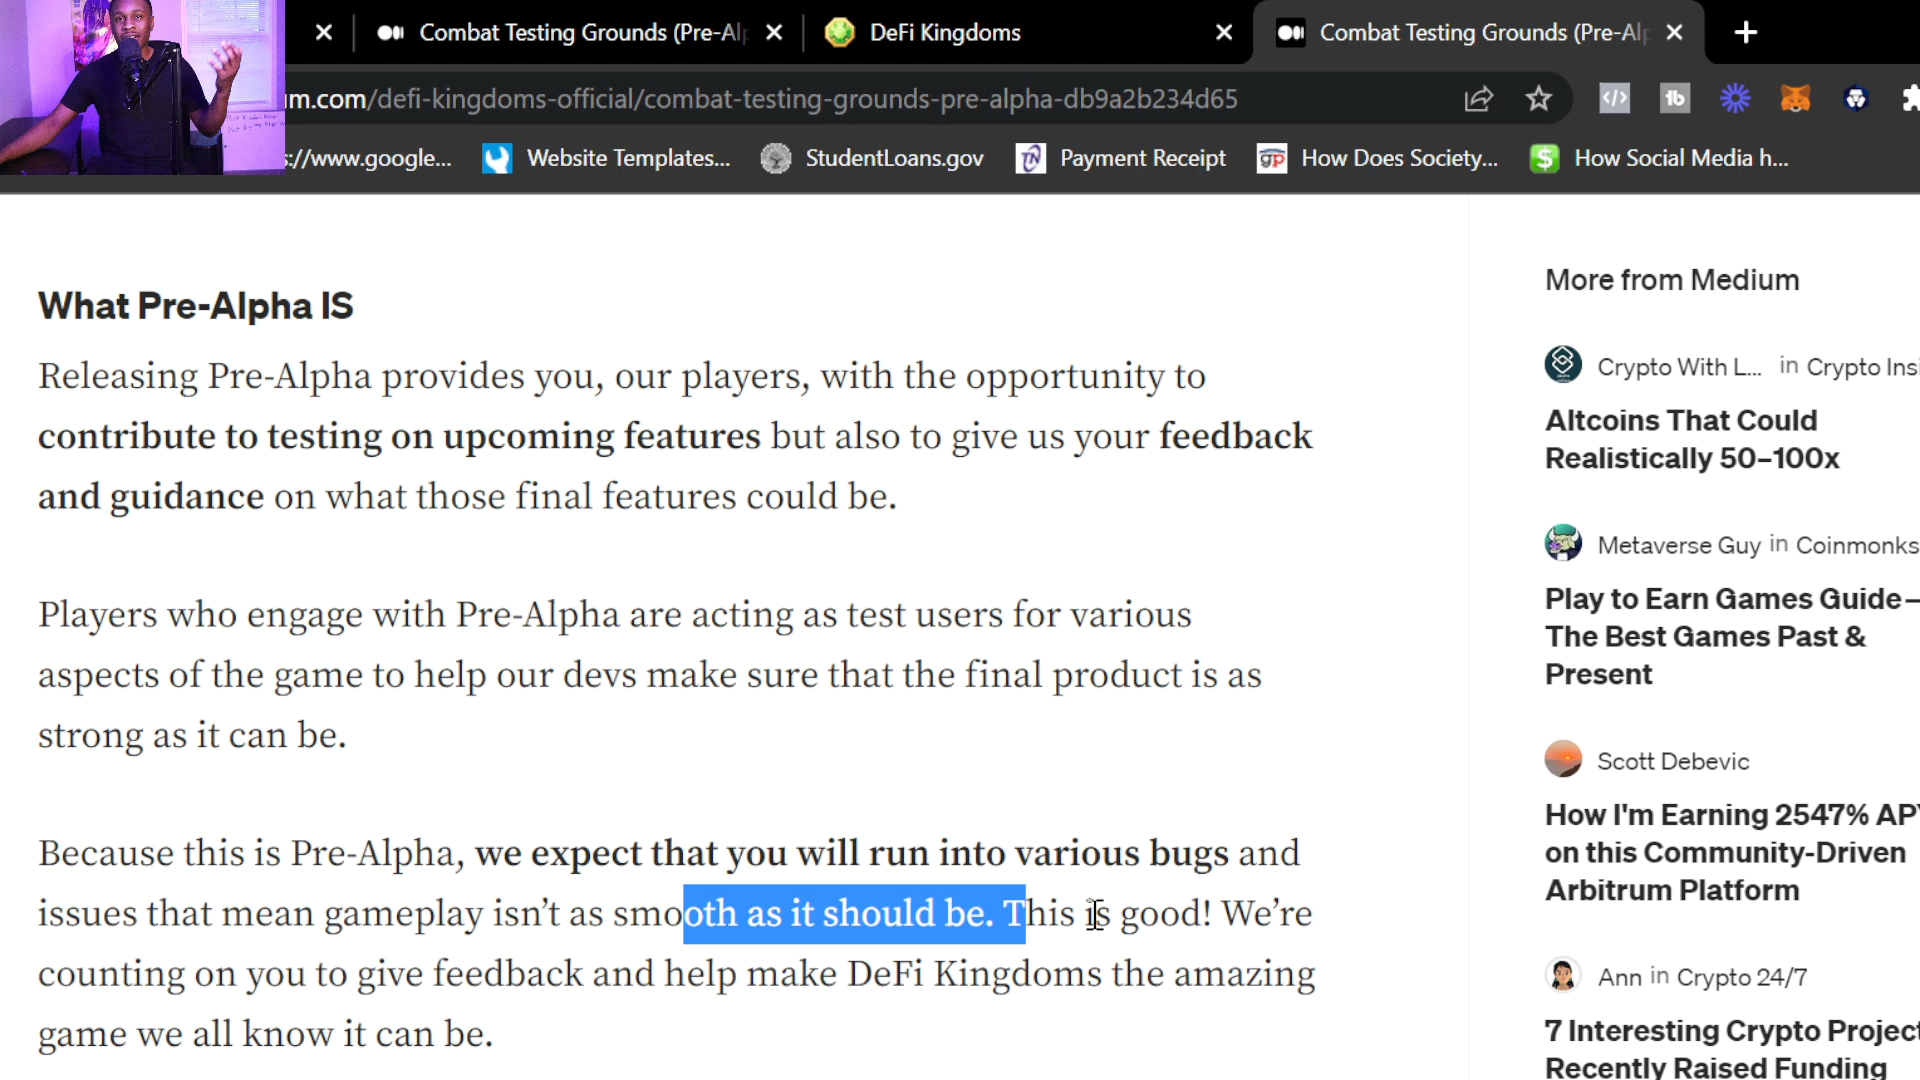 Combat Testing Grounds (Pre-Alp
DeFi Kingdoms
Combat Testing Grounds (Pre-Alp
m.com/defi-kingdoms-official/combat-testing-grounds-pre-alpha-db9a2b234d65
://www.google...
Website Templates...
StudentLoans.gov
Payment Receipt
How Does Society...
How Social Media h...
What Pre-Alpha IS
Releasing Pre-Alpha provides you, our players, with the opportunity to
contribute to testing on upcoming features but also to give us your feedback
and guidance on what those final features could be.
Players who engage with Pre-Alpha are acting as test users for various
aspects of the game to help our devs make sure that the final product is as
strong as it can be.
Because this is Pre-Alpha, we expect that you will run into various bugs and
issues that mean gameplay isn’t as smooth as it should be. This is good! We’re
counting on you to give feedback and help make DeFi Kingdoms the amazing
game we all know it can be.
More from Medium
Crypto With L... in Crypto Insi
Altcoins That Could
Realistically 50–100x
Metaverse Guy in Coinmonks
Play to Earn Games Guide—
The Best Games Past &
Present
Scott Debevic
How I'm Earning 2547% APY
on this Community-Driven
Arbitrum Platform
Ann in Crypto 24/7
7 Interesting Crypto Project
Recently Raised Funding